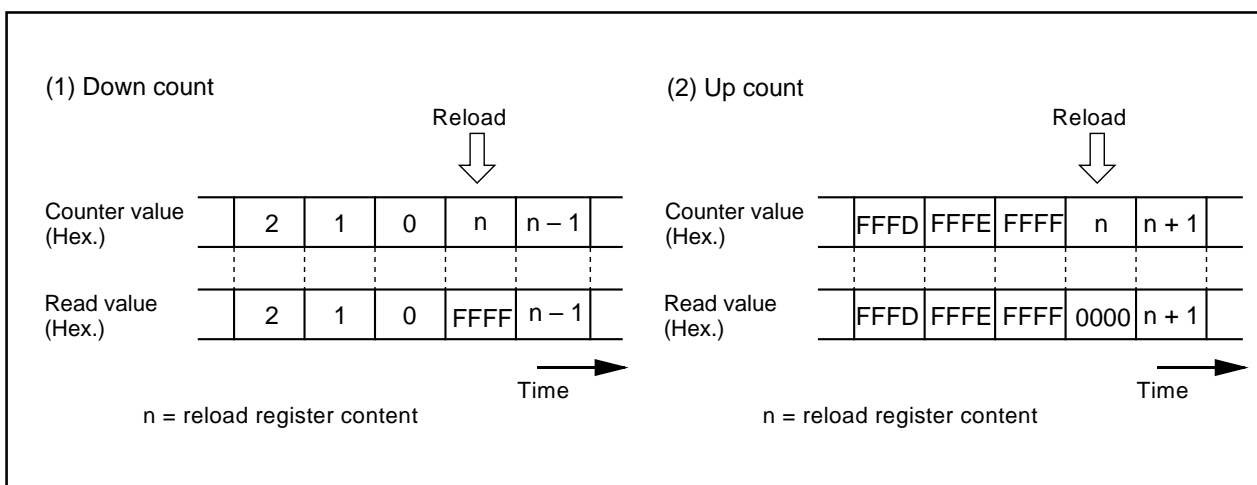 (1) Down count
Reload
Counter value
(Hex.)
2 1 0 n n – 1
Read value
(Hex.)
2 1 0 FFFF n – 1
Time
n = reload register content
(2) Up count
Reload
Counter value
(Hex.)
FFFD FFFE FFFF n n + 1
Read value
(Hex.)
FFFD FFFE FFFF 0000 n + 1
Time
n = reload register content